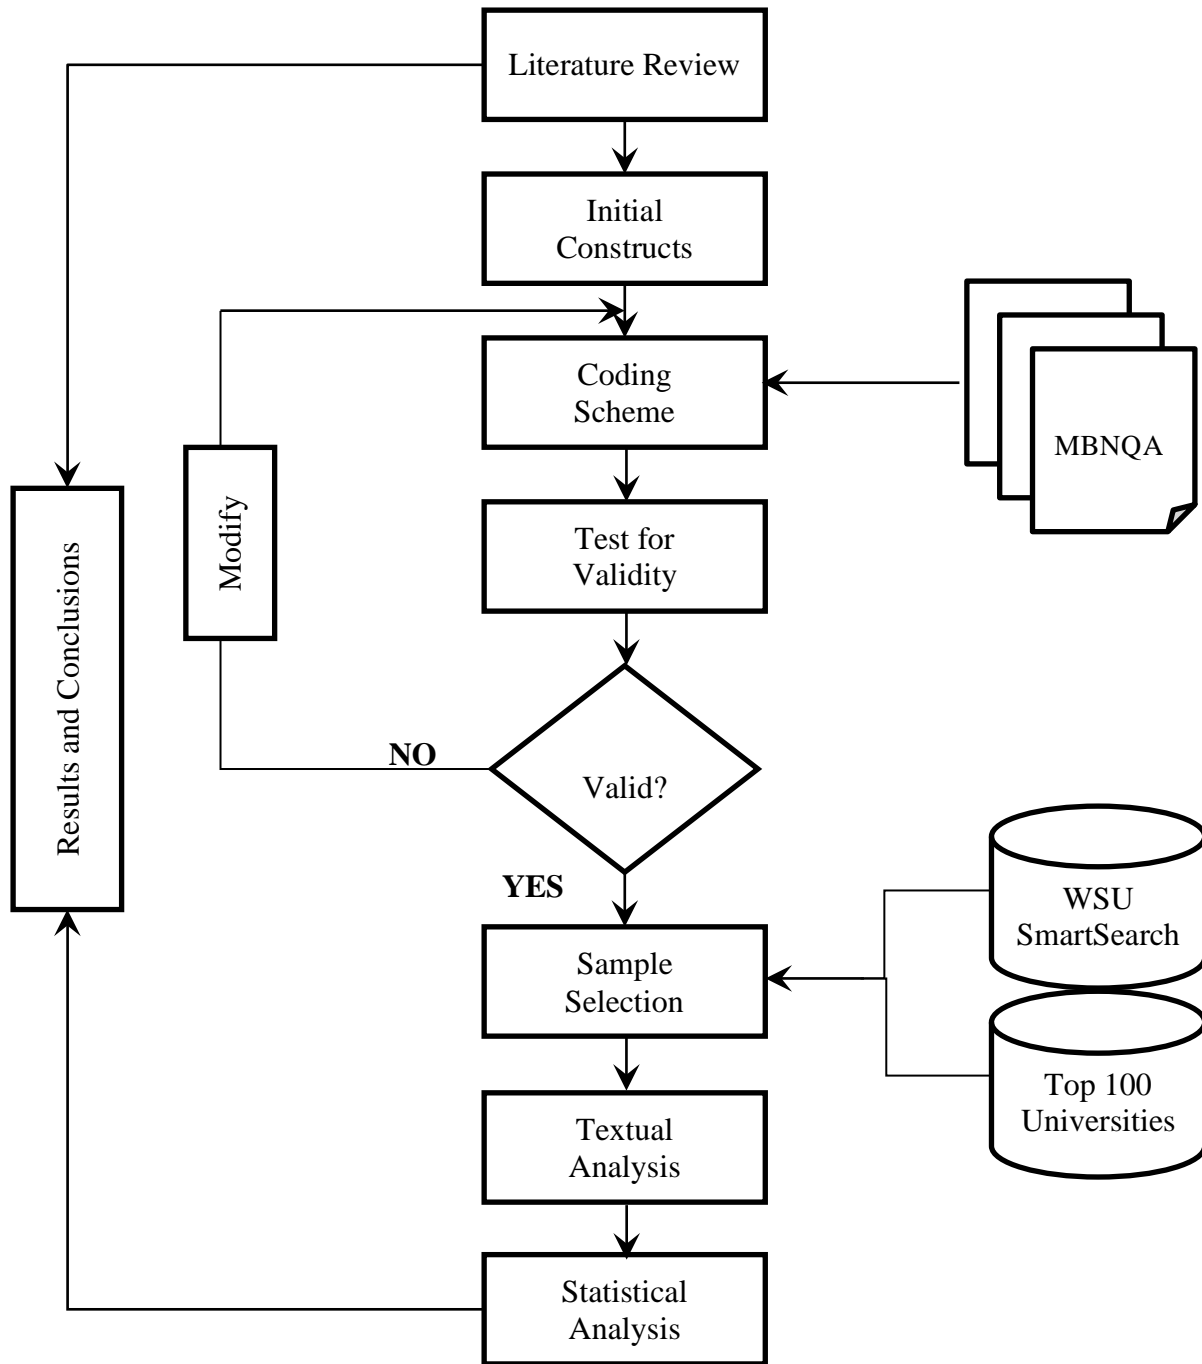 Literature Review
Initial
Constructs
Coding
Scheme
MBNQA
Modify
Test for
Validity
Results and Conclusions
NO
Valid?
YES
WSU
SmartSearch
Sample
Selection
Top 100
Universities
Textual
Analysis
Statistical
Analysis